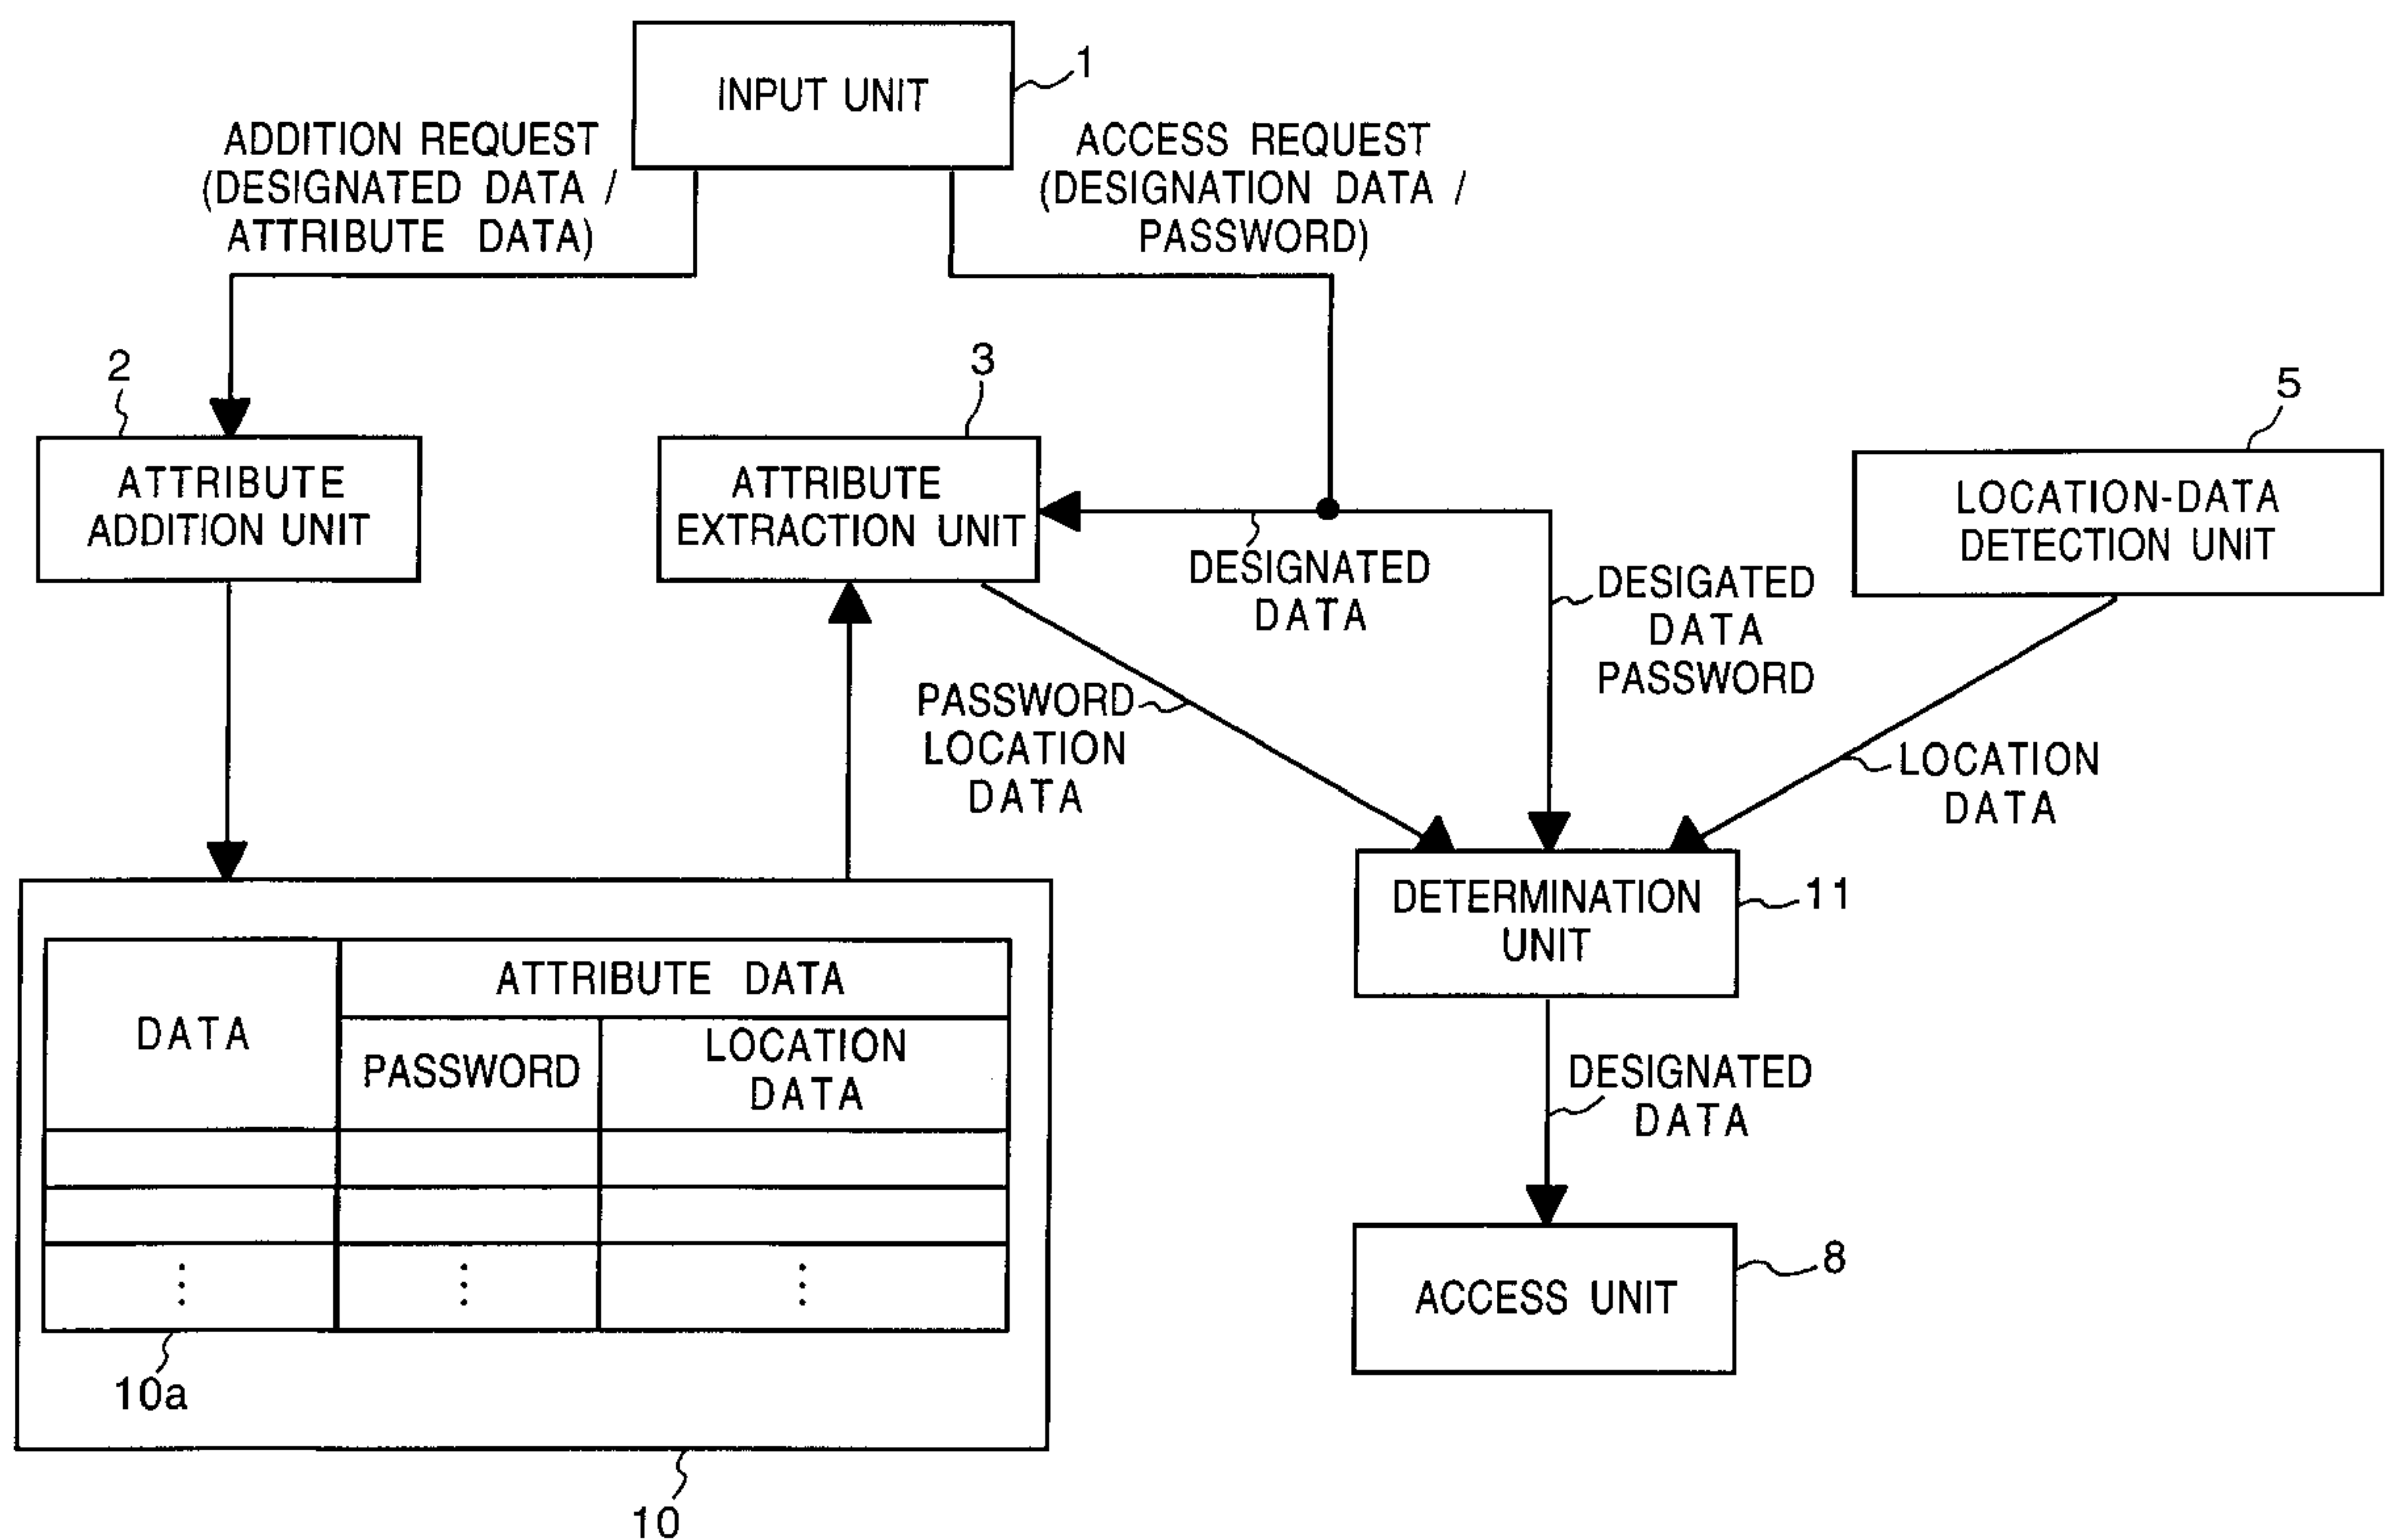 INPUT UNIT
1
ADDITION REQUEST
(DESIGNATED DATA /
ATTRIBUTE DATA)
ACCESS REQUEST
(DESIGNATION DATA /
PASSWORD)
2
ATTRIBUTE
ADDITION UNIT
3
ATTRIBUTE
EXTRACTION UNIT
5
LOCATION-DATA
DETECTION UNIT
DESIGNATED
DATA
DESIGATED
DATA
PASSWORD
PASSWORD
LOCATION
DATA
LOCATION
DATA
DETERMINATION
UNIT
11
DATA
ATTRIBUTE DATA
PASSWORD
LOCATION
DATA
10a
10
DESIGNATED
DATA
ACCESS UNIT
8